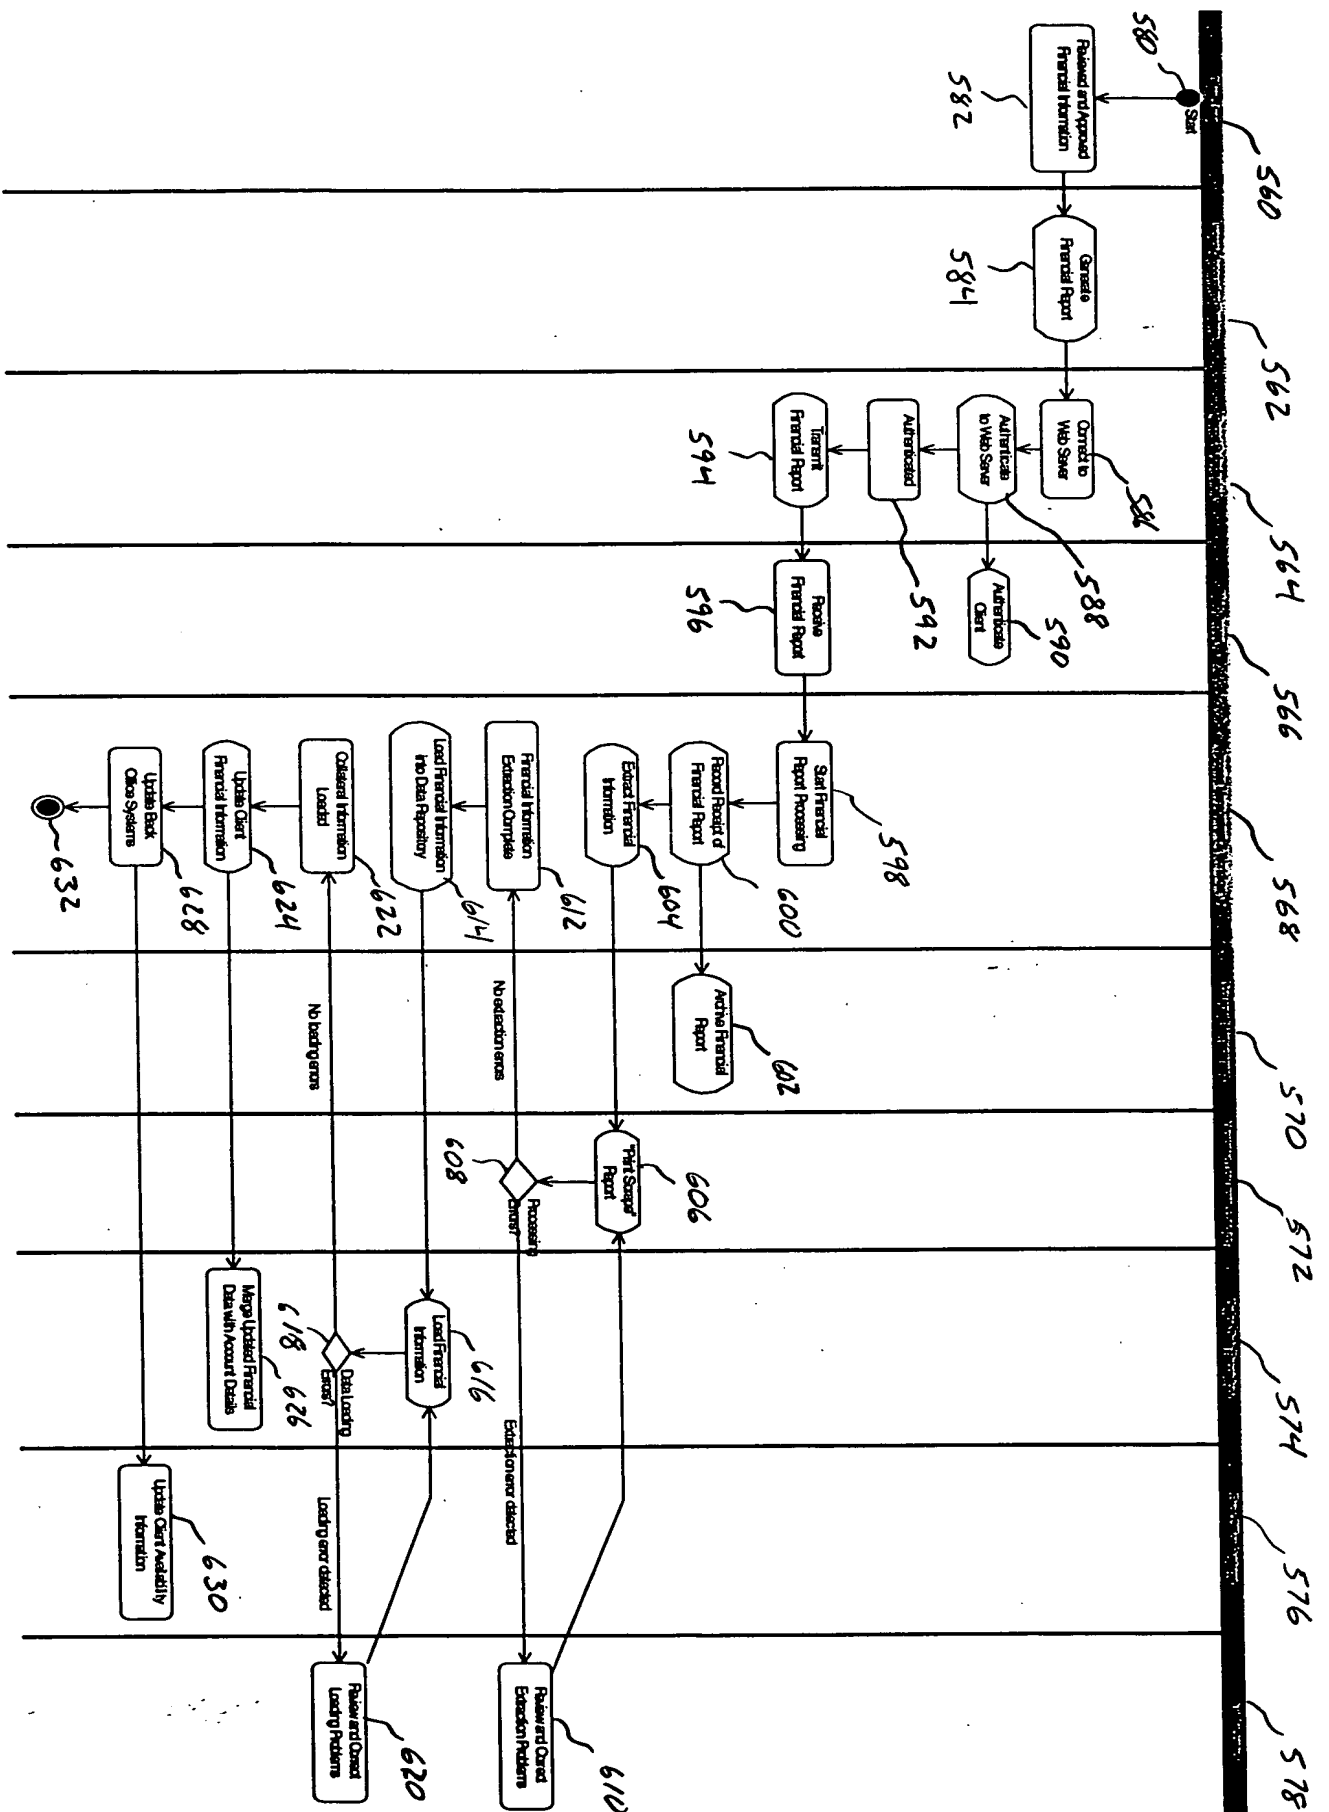 560
562
564
566
568
570
572
574
576
578
580
Start
Reviewed and Approved
Financial Information
582
Generate
Financial Report
584
Connect to
Web Server
586
Authenticate
to Web Server
588
Authenticate
Client
590
Authenticated
592
Transmit
Financial Report
594
Receive
Financial Report
596
Start Financial
Report Processing
598
Record Receipt of
Financial Report
600
Archive Financial
Report
602
Extract Financial
Information
604
"Print Scrape"
Report
606
Processing
Errors?
608
No extraction errors
Extraction error detected
Review and Correct
Extraction Problems
610
Financial Information
Extraction Complete
612
Load Financial Information
into Data Repository
614
Load Financial
Information
616
Data Loading
Errors?
618
No loading errors
Loading error detected
Review and Correct
Loading Problems
620
Collateral Information
Loaded
622
Update Client
Financial Information
624
Merge Updated Financial
Data with Account Details
626
Update Back
Office Systems
628
Update Client Availability
Information
630
632